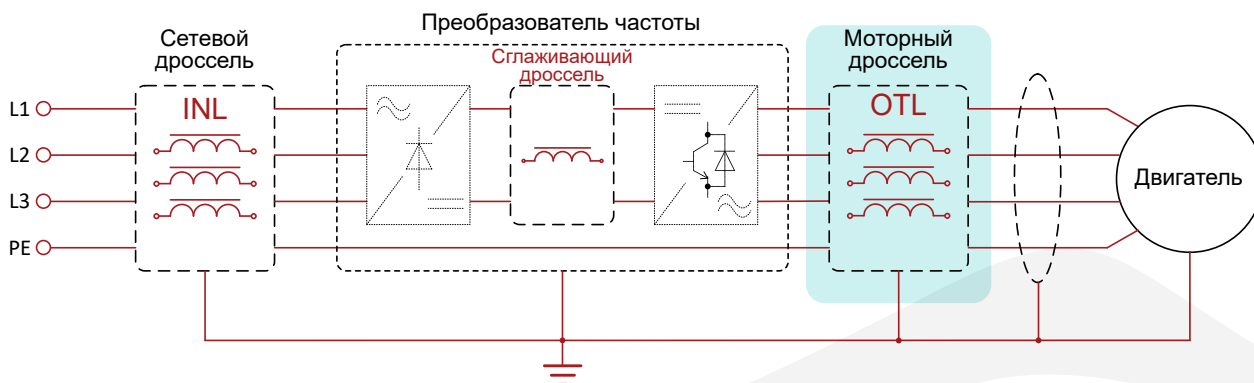 Преобразователь частоты
Сетевой
дроссель
Сглаживающий
дроссель
Моторный
дроссель
L1
INL
OTL
L2
L3
Двигатель
PE